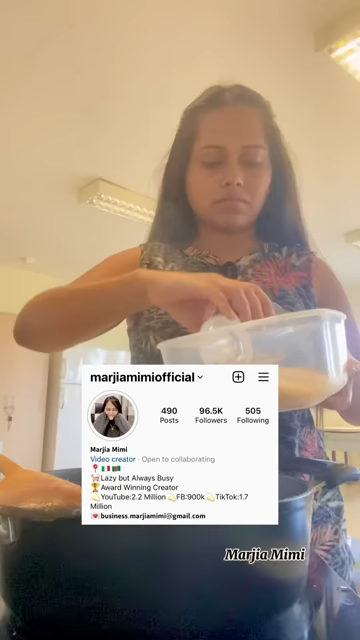 marjiamimiofficial
490 96.5K 505
Posts Followers Following
Marjia Mimi
Video creator · Open to collaborating
📍🇮🇹🇧🇩
Lazy but Always Busy
🏆Award Winning Creator
💫YouTube:2.2 Million💫FB:900k💫TikTok:1.7
Million
💌business.marjiamimi@gmail.com
Marjia Mimi